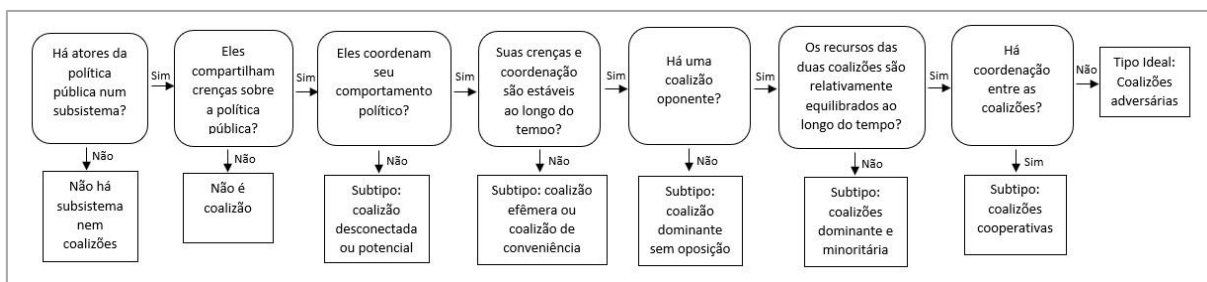 Há atores da
política
pública num
subsistema?
Sim
Eles
compartilham
crenças sobre
a política
pública?
Sim
Eles coordenam
seu
comportamento
político?
Sim
Suas crenças e
coordenação
são estáveis
ao longo do
tempo?
Sim
Há uma
coalizão
oponente?
Sim
Os recursos das
duas coalizões são
relativamente
equilibrados ao
longo do tempo?
Sim
Há
coordenação
entre as
coalizões?
Não
Tipo Ideal:
Coalizões
adversárias
Não
Não há
subsistema
nem
coalizões
Não
Não é
coalizão
Não
Subtipo:
coalizão
desconectada
ou potencial
Não
Subtipo: coalizão
efêmera ou
coalizão de
conveniência
Não
Subtipo:
coalizão
dominante
sem oposição
Não
Subtipo:
coalizões
dominante e
minoritária
Sim
Subtipo:
coalizões
cooperativas